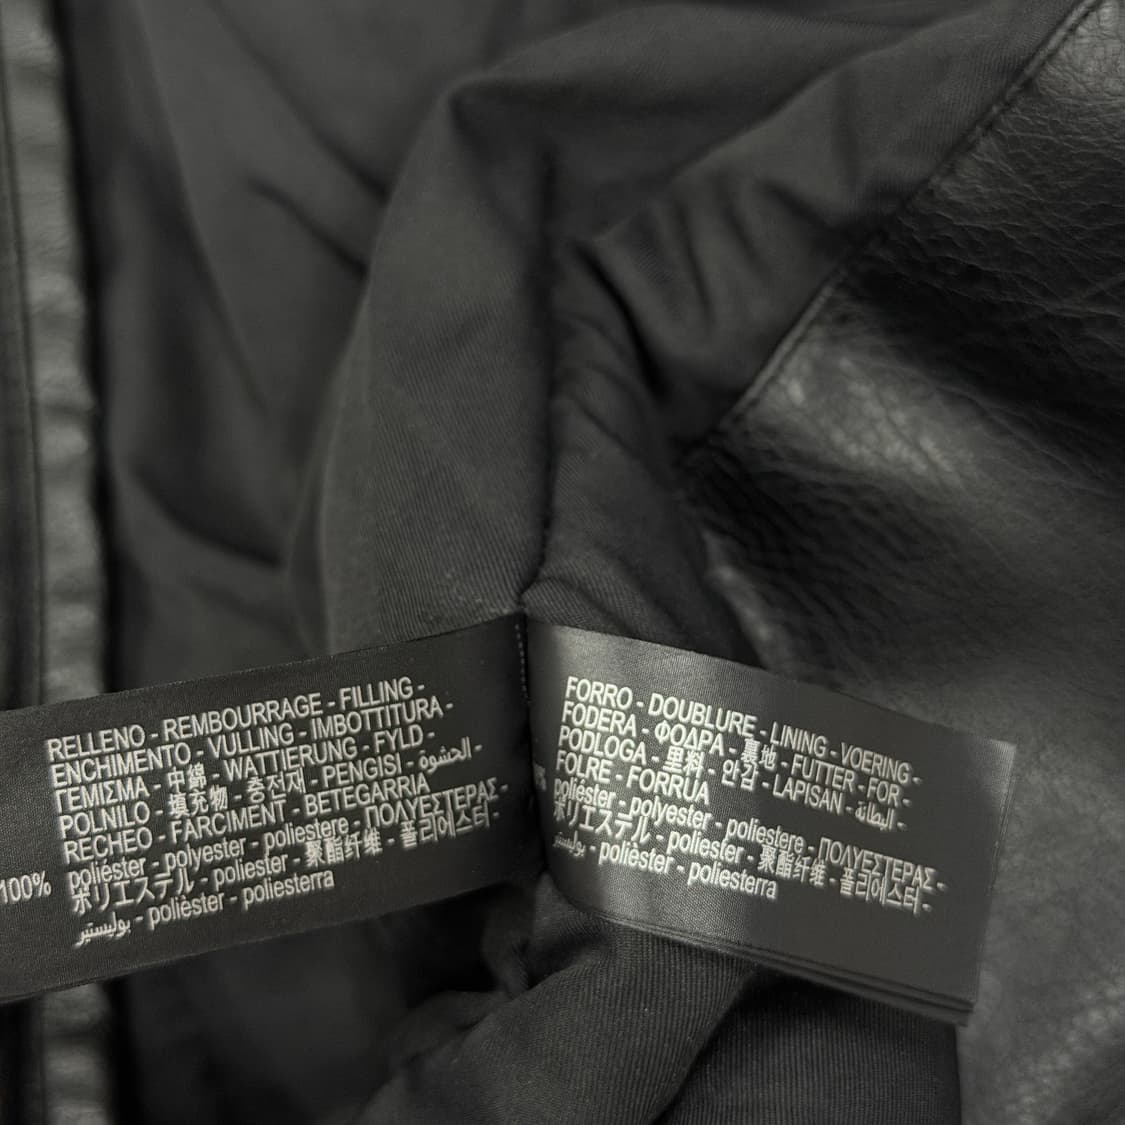 RELLENO - REMBOURRAGE - FILLING -
ENCHIMENTO - VULLING - IMBOTTITURA -
ΓΕΜΙΣΜΑ - 中綿 - WATTIERUNG - FYLD -
POLNILO - 填充物 - 충전재 - PENGISI - الحشوة -
RECHEO - FARCIMENT - BETEGARRIA
100% poliéster - polyester - poliestere - ΠΟΛΥΕΣΤΕΡΑΣ -
ポリエステル - poliester - 聚酯纤维 - 폴리에스터 -
بوليستير - polièster - poliesterra
FORRO - DOUBLURE - LINING - VOERING -
FODERA - ΦΟΔΡΑ - 裏地 - FUTTER - FOR -
PODLOGA - 里料 - 안감 - LAPISAN - البطانة -
FOLRE - FORRUA
poliéster - polyester - poliestere - ΠΟΛΥΕΣΤΕΡΑΣ -
ポリエステル - poliester - 聚酯纤维 - 폴리에스터 -
بوليستير - polièster - poliesterra